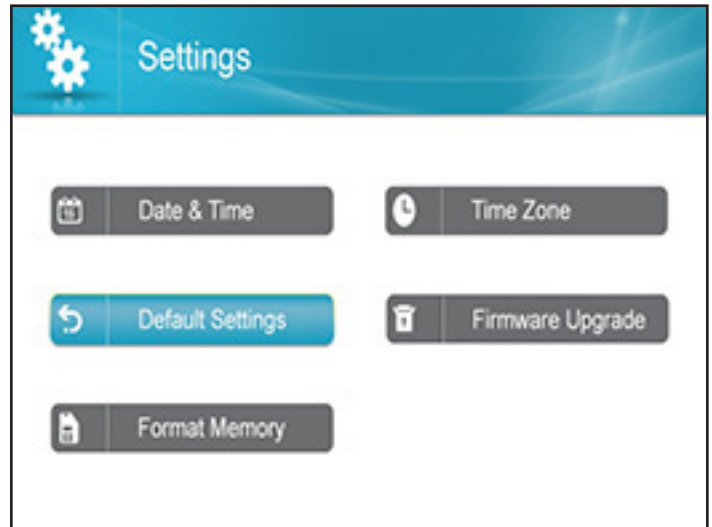 Settings
Date & Time
Time Zone
Default Settings
Firmware Upgrade
Format Memory